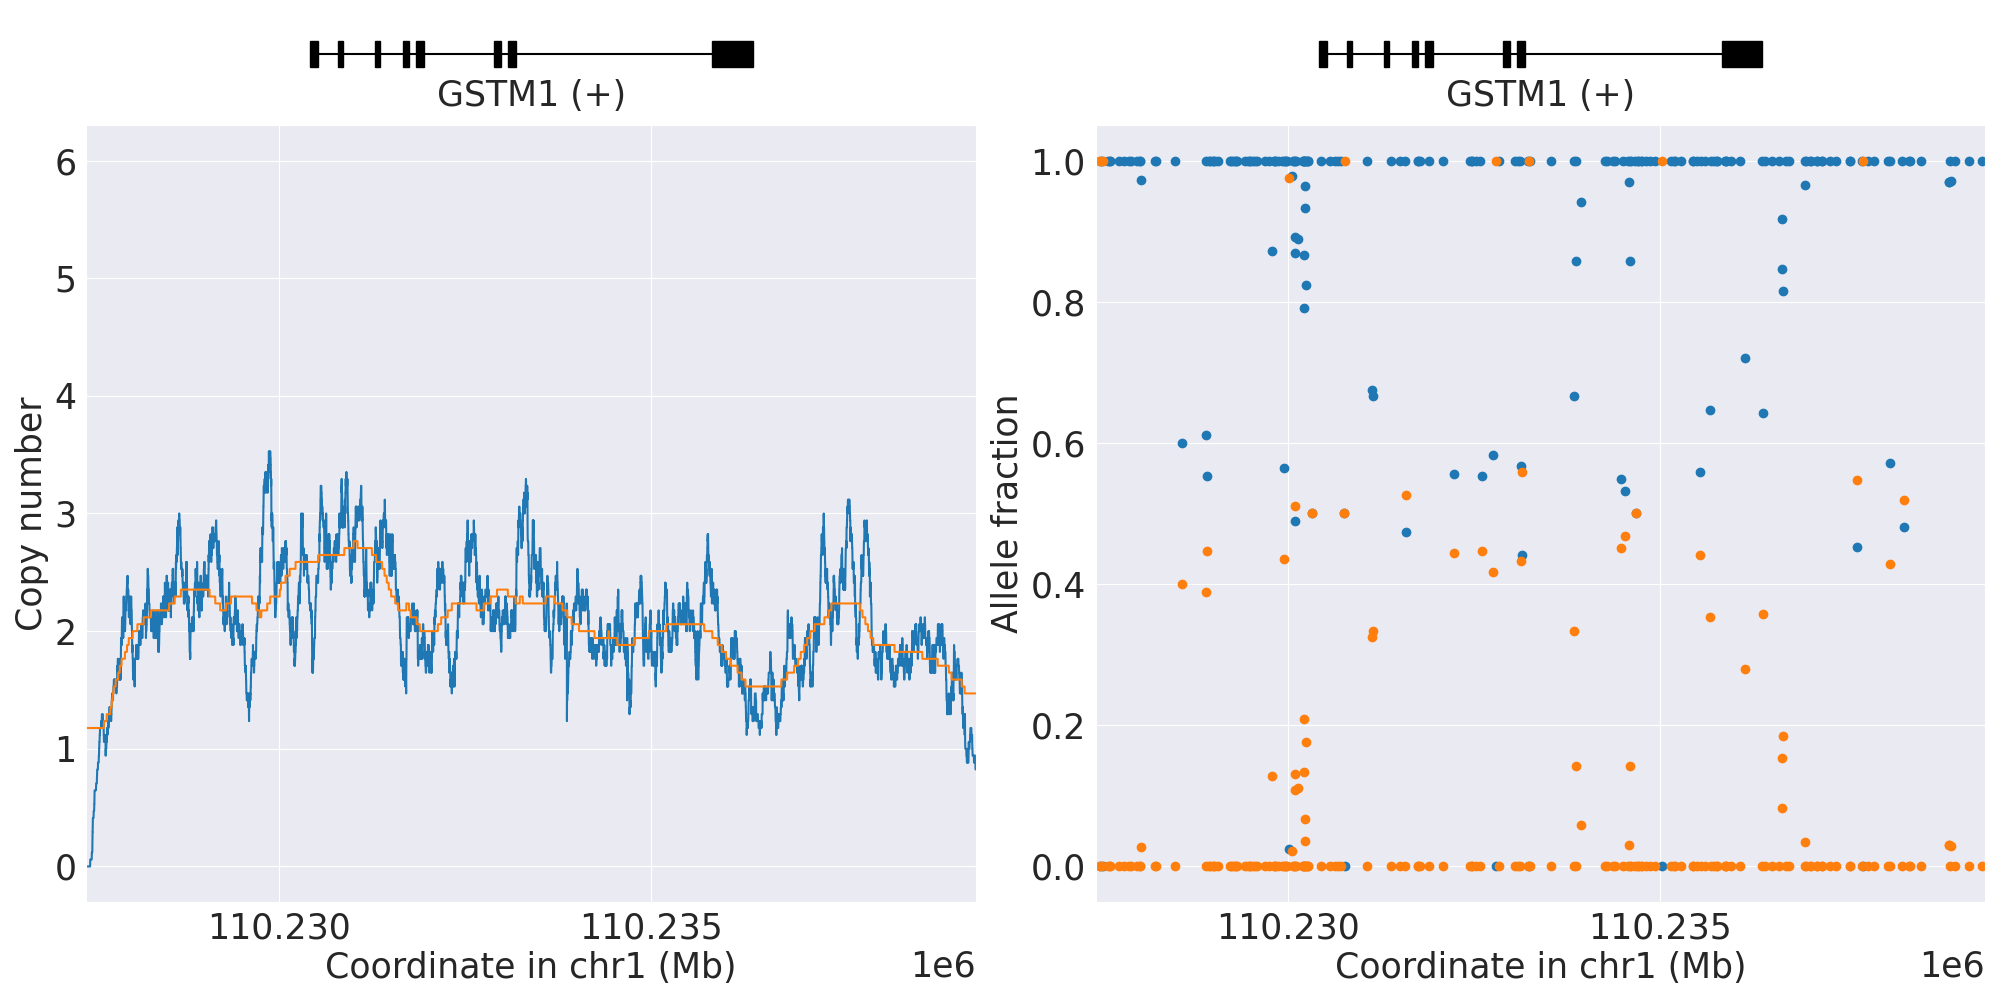 GSTM1 (+)
6
5
4
3
2
1
0
Copy number
110.230
110.235
Coordinate in chr1 (Mb)
1e6
GSTM1 (+)
1.0
0.8
0.6
0.4
0.2
0.0
Allele fraction
110.230
110.235
Coordinate in chr1 (Mb)
1e6